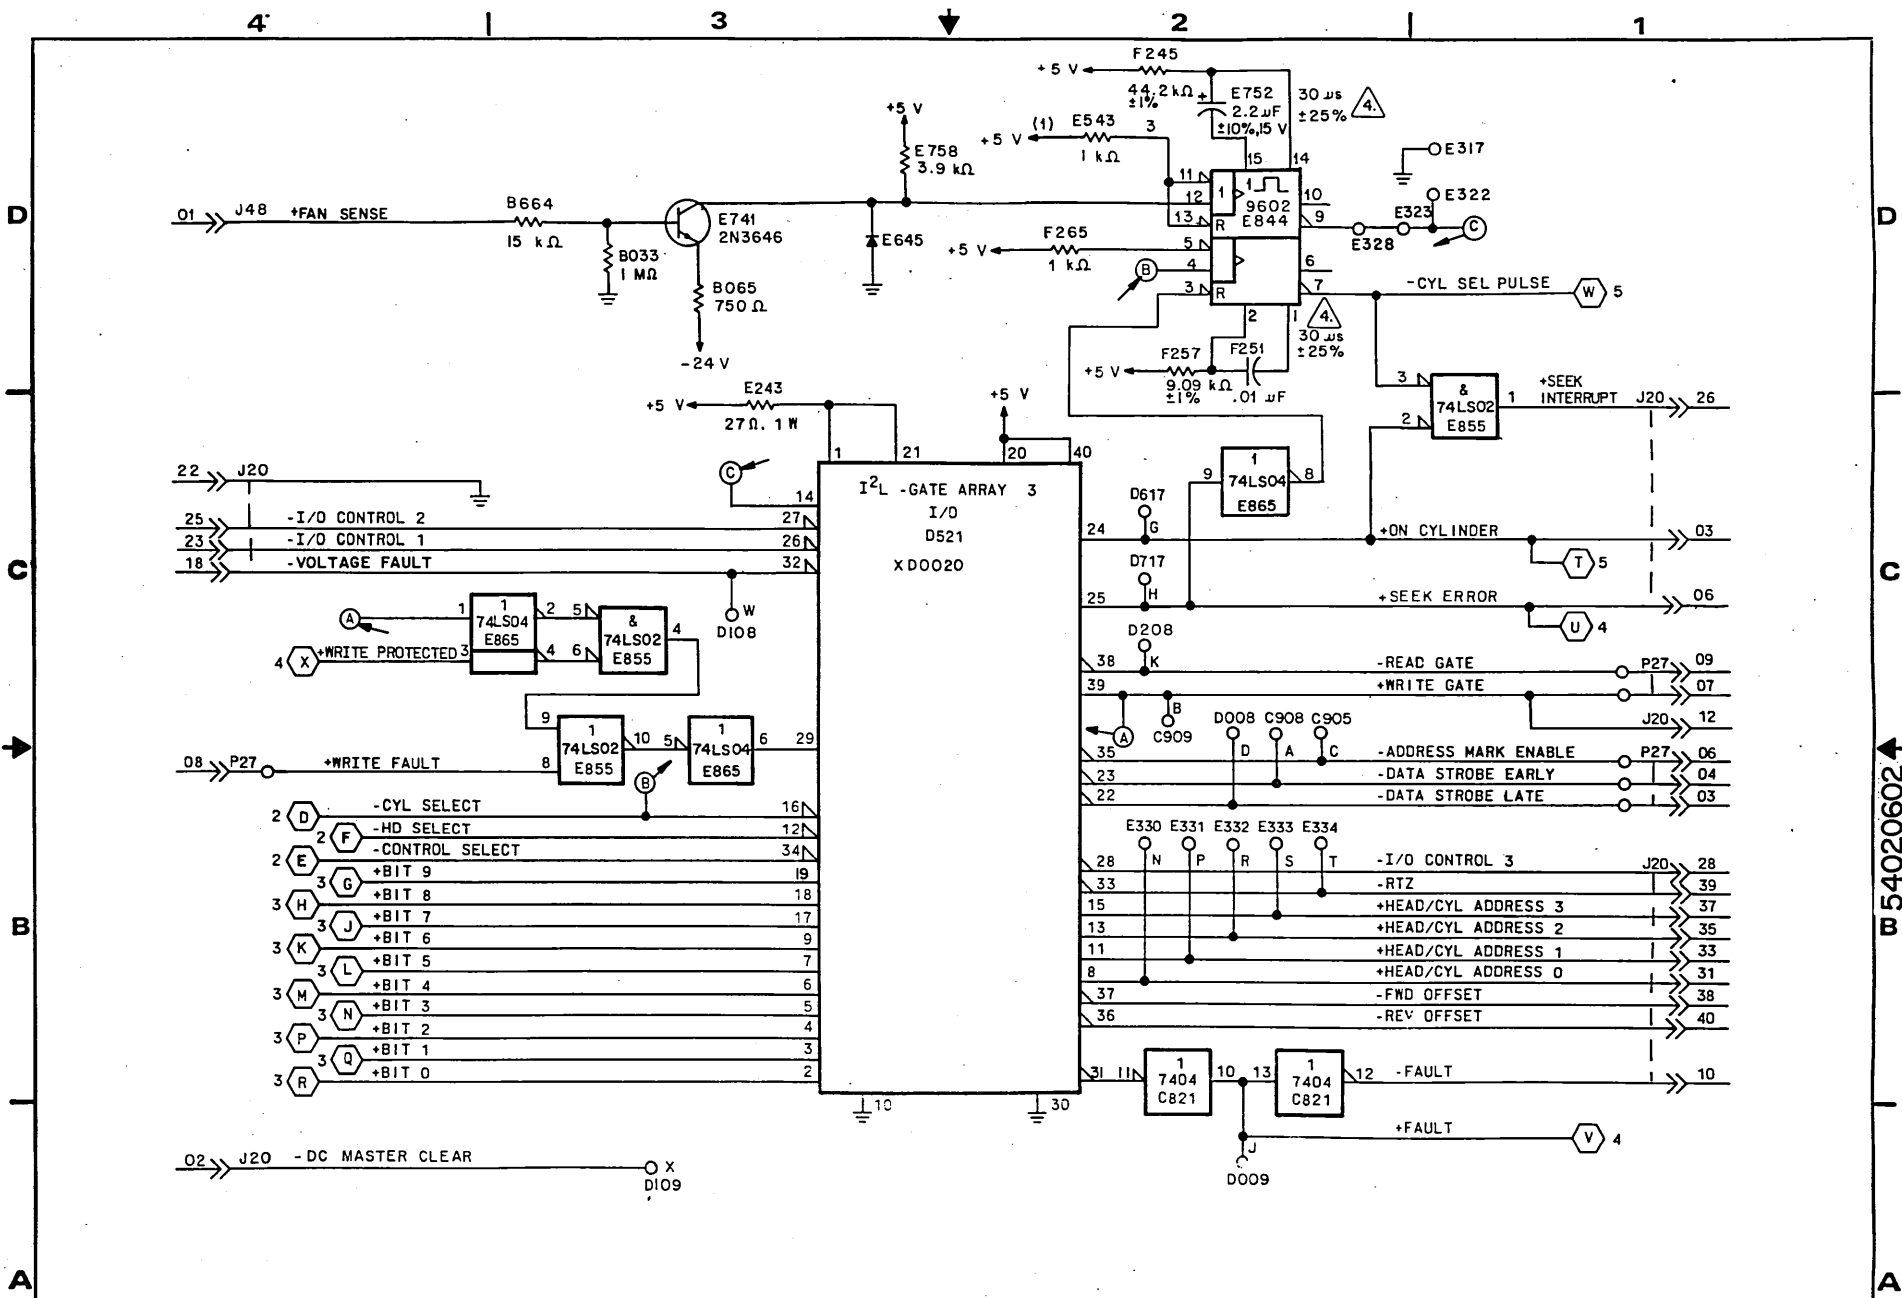 4 3 2 1
F245
+5 V
44.2 kΩ
±1%
+
E752
2.2 µF
±10%, 15 V
30 µs
±25%
4.
+5 V
(1)
E543
3
1 kΩ
+5 V
E758
3.9 kΩ
15 14
E317
11
1
1
10
E322
12
9602
9
E323
C
13
R
E844
E328
D
01 J48 +FAN SENSE
B664
15 kΩ
B033
1 MΩ
E741
2N3646
B065
750 Ω
-24 V
E645
+5 V
F265
1 kΩ
5
B
4
6
3
R
7
-CYL SEL PULSE
W 5
D
2 1
4.
30 µs
±25%
+5 V
F257
9.09 kΩ
±1%
F251
.01 µF
+5 V
E243
27Ω, 1 W
+5 V
3
&
74LS02
E855
2
1
+SEEK
INTERRUPT
J20 26
1 21 20 40
22 J20
C
14
I²L -GATE ARRAY 3
I/O
D521
XD0020
9
1
74LS04
E865
8
25 -I/O CONTROL 2 27
23 -I/O CONTROL 1 26
18 -VOLTAGE FAULT 32
W
D108
D617
G
24
+ON CYLINDER
03
T 5
C
C
D717
H
25
+SEEK ERROR
06
U 4
A
1
1
74LS04
E865
2
5
&
74LS02
E855
4
4 X +WRITE PROTECTED 3
4
6
D208
K
38
-READ GATE
P27 09
39
+WRITE GATE
07
J20 12
A
B
C909
9
1
74LS02
E855
10
5
1
74LS04
E865
6
29
08 P27 +WRITE FAULT 8
B
D008 C908 C905
D A C
35 -ADDRESS MARK ENABLE P27 06
23 -DATA STROBE EARLY 04
22 -DATA STROBE LATE 03
2 D -CYL SELECT 16
2 F -HD SELECT 12
2 E -CONTROL SELECT 34
3 G +BIT 9 19
3 H +BIT 8 18
3 J +BIT 7 17
3 K +BIT 6 9
3 L +BIT 5 7
3 M +BIT 4 6
3 N +BIT 3 5
3 P +BIT 2 4
3 Q +BIT 1 3
3 R +BIT 0 2
E330 E331 E332 E333 E334
N P R S T
28 -I/O CONTROL 3 J20 28
33 -RTZ 39
15 +HEAD/CYL ADDRESS 3 37
13 +HEAD/CYL ADDRESS 2 35
11 +HEAD/CYL ADDRESS 1 33
8 +HEAD/CYL ADDRESS 0 31
37 -FWD OFFSET 38
36 -REV OFFSET 40
B
B
54020602
31
11
1
7404
C821
10
13
1
7404
C821
12
-FAULT
10
10
30
+FAULT
V 4
J
D009
02 J20 -DC MASTER CLEAR
X
D109
A
A